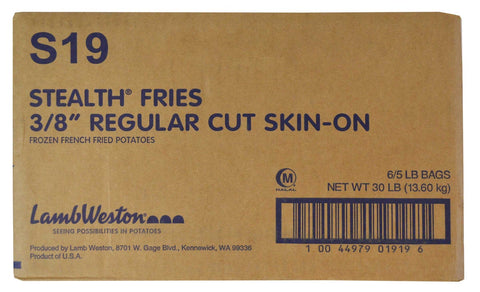 S19
STEALTH® FRIES
3/8" REGULAR CUT SKIN-ON
FROZEN FRENCH FRIED POTATOES
M
HALAL
6/5 LB BAGS
NET WT 30 LB (13.60 kg)
LambWeston
SEEING POSSIBILITIES IN POTATOES
Produced by Lamb Weston, 8701 W. Gage Blvd., Kennewick, WA 99336
Product of U.S.A.
1 00 44979 01919 6